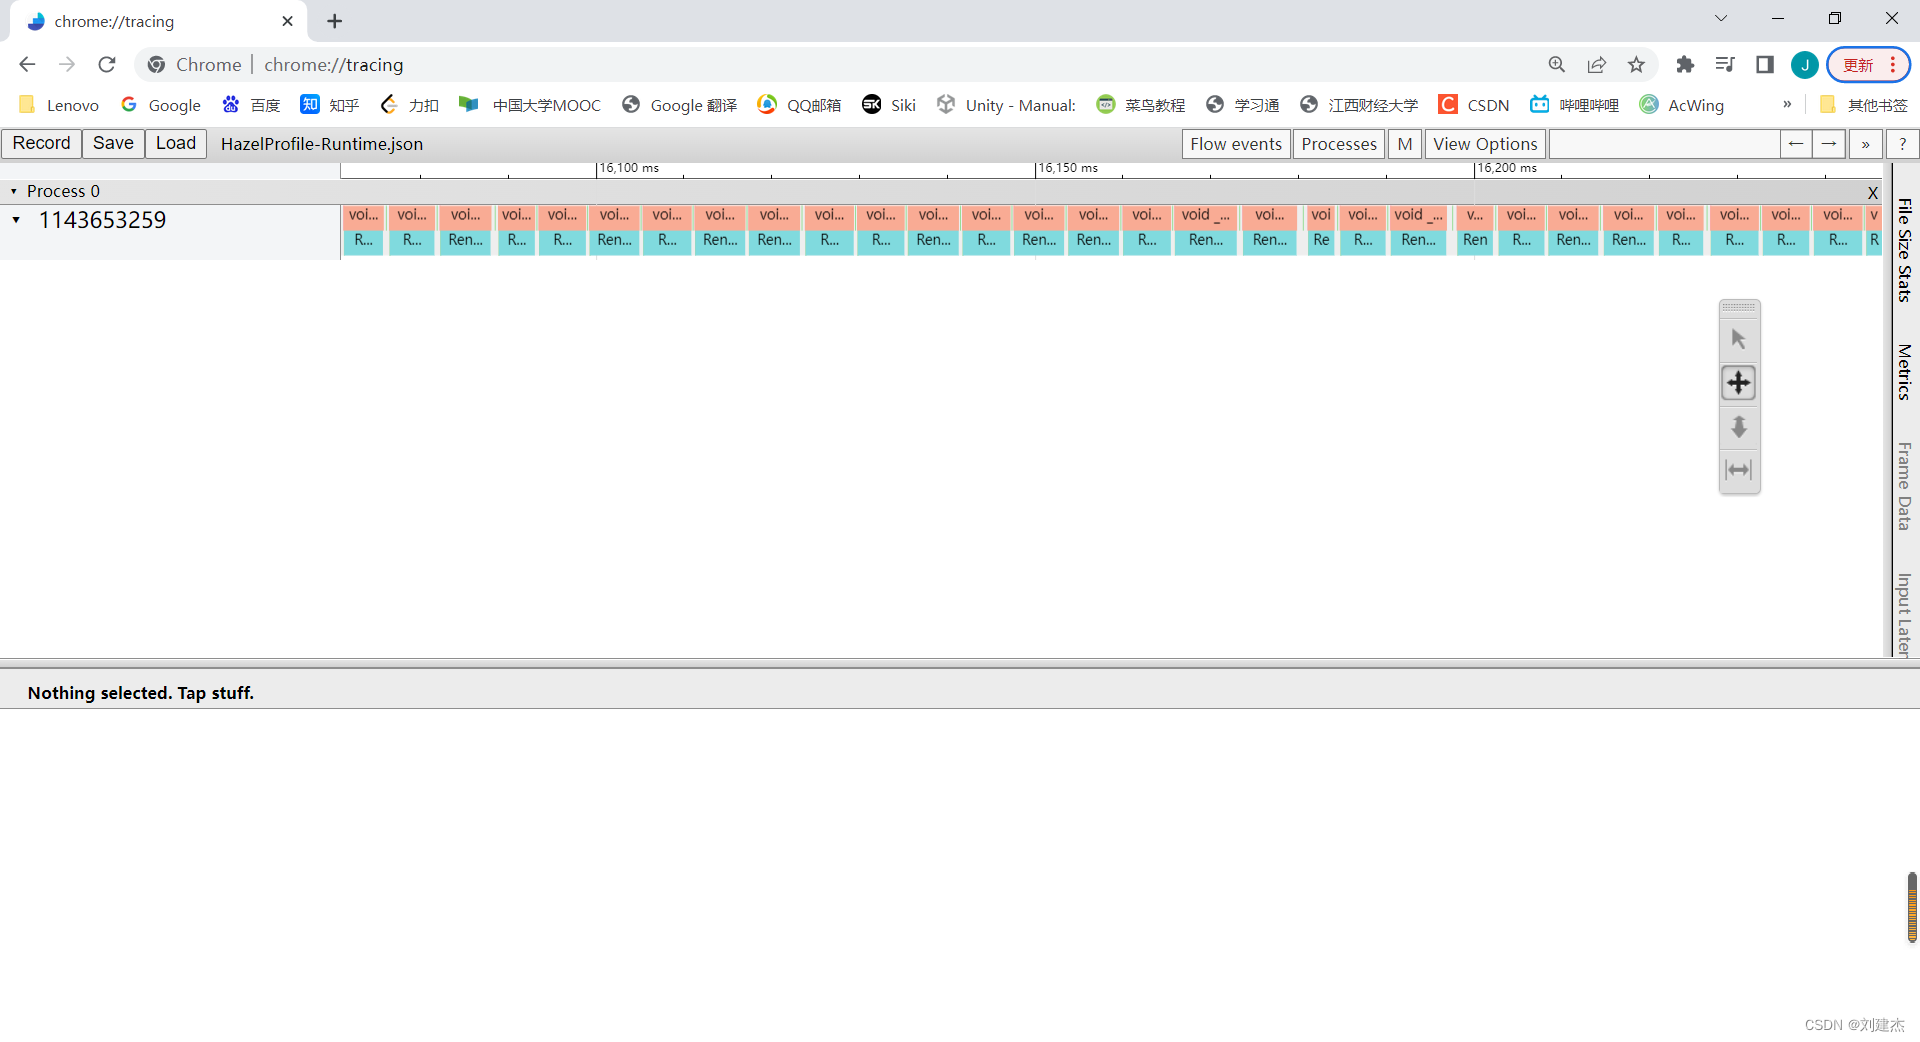 chrome://tracing
Chrome | chrome://tracing 更新
Lenovo Google 百度 知乎 力扣 中国大学MOOC Google 翻译 QQ邮箱 Siki Unity - Manual: 菜鸟教程 学习通 江西财经大学 CSDN 哔哩哔哩 AcWing » 其他书签
Record Save Load HazelProfile-Runtime.json Flow events Processes M View Options ← → » ?
16,100 ms 16,150 ms 16,200 ms
Process 0 X
1143653259 voi... voi... voi... voi... voi... voi... voi... voi... voi... voi... voi... voi... voi... voi... voi... voi... void _... voi... voi voi... void _... v... voi... voi... voi... voi... voi... voi... voi... v
R... R... Ren... R... R... Ren... R... Ren... Ren... R... R... Ren... R... Ren... Ren... R... Ren... Ren... Re R... Ren... Ren R... Ren... Ren... R... R... R... R... R
File Size Stats
Metrics
Frame Data
Input Laten
Nothing selected. Tap stuff.
CSDN @刘建杰